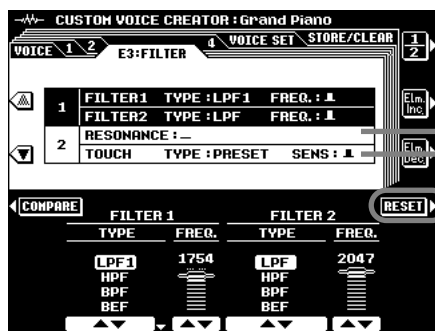 CUSTOM VOICE CREATOR : Grand Piano
VOICE 1 2 E3:FILTER 4 VOICE SET STORE/CLEAR 1 2
1 FILTER1 TYPE :LPF1 FREQ. : Elm. Inc.
FILTER2 TYPE :LPF FREQ. :
2 RESONANCE :
TOUCH TYPE :PRESET SENS : Elm. Dec.
COMPARE RESET
FILTER 1 FILTER 2
TYPE FREQ. TYPE FREQ.
LPF1 1754 LPF 2047
HPF HPF
BPF BPF
BEF BEF